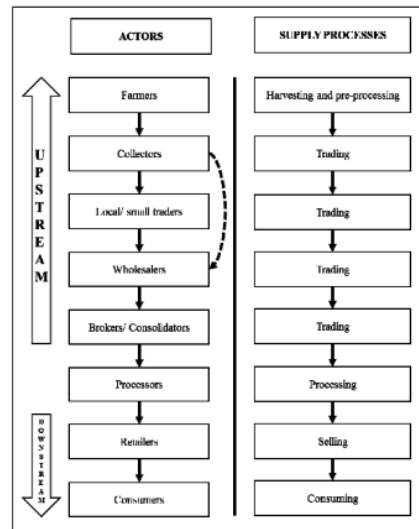 ACTORS
SUPPLY PROCESSES
UPSTREAM
Farmers
Harvesting and pre-processing
Collectors
Trading
Local/ small traders
Trading
Wholesalers
Trading
Brokers/ Consolidators
Trading
Processors
Processing
DOWNSTREAM
Retailers
Selling
Consumers
Consuming